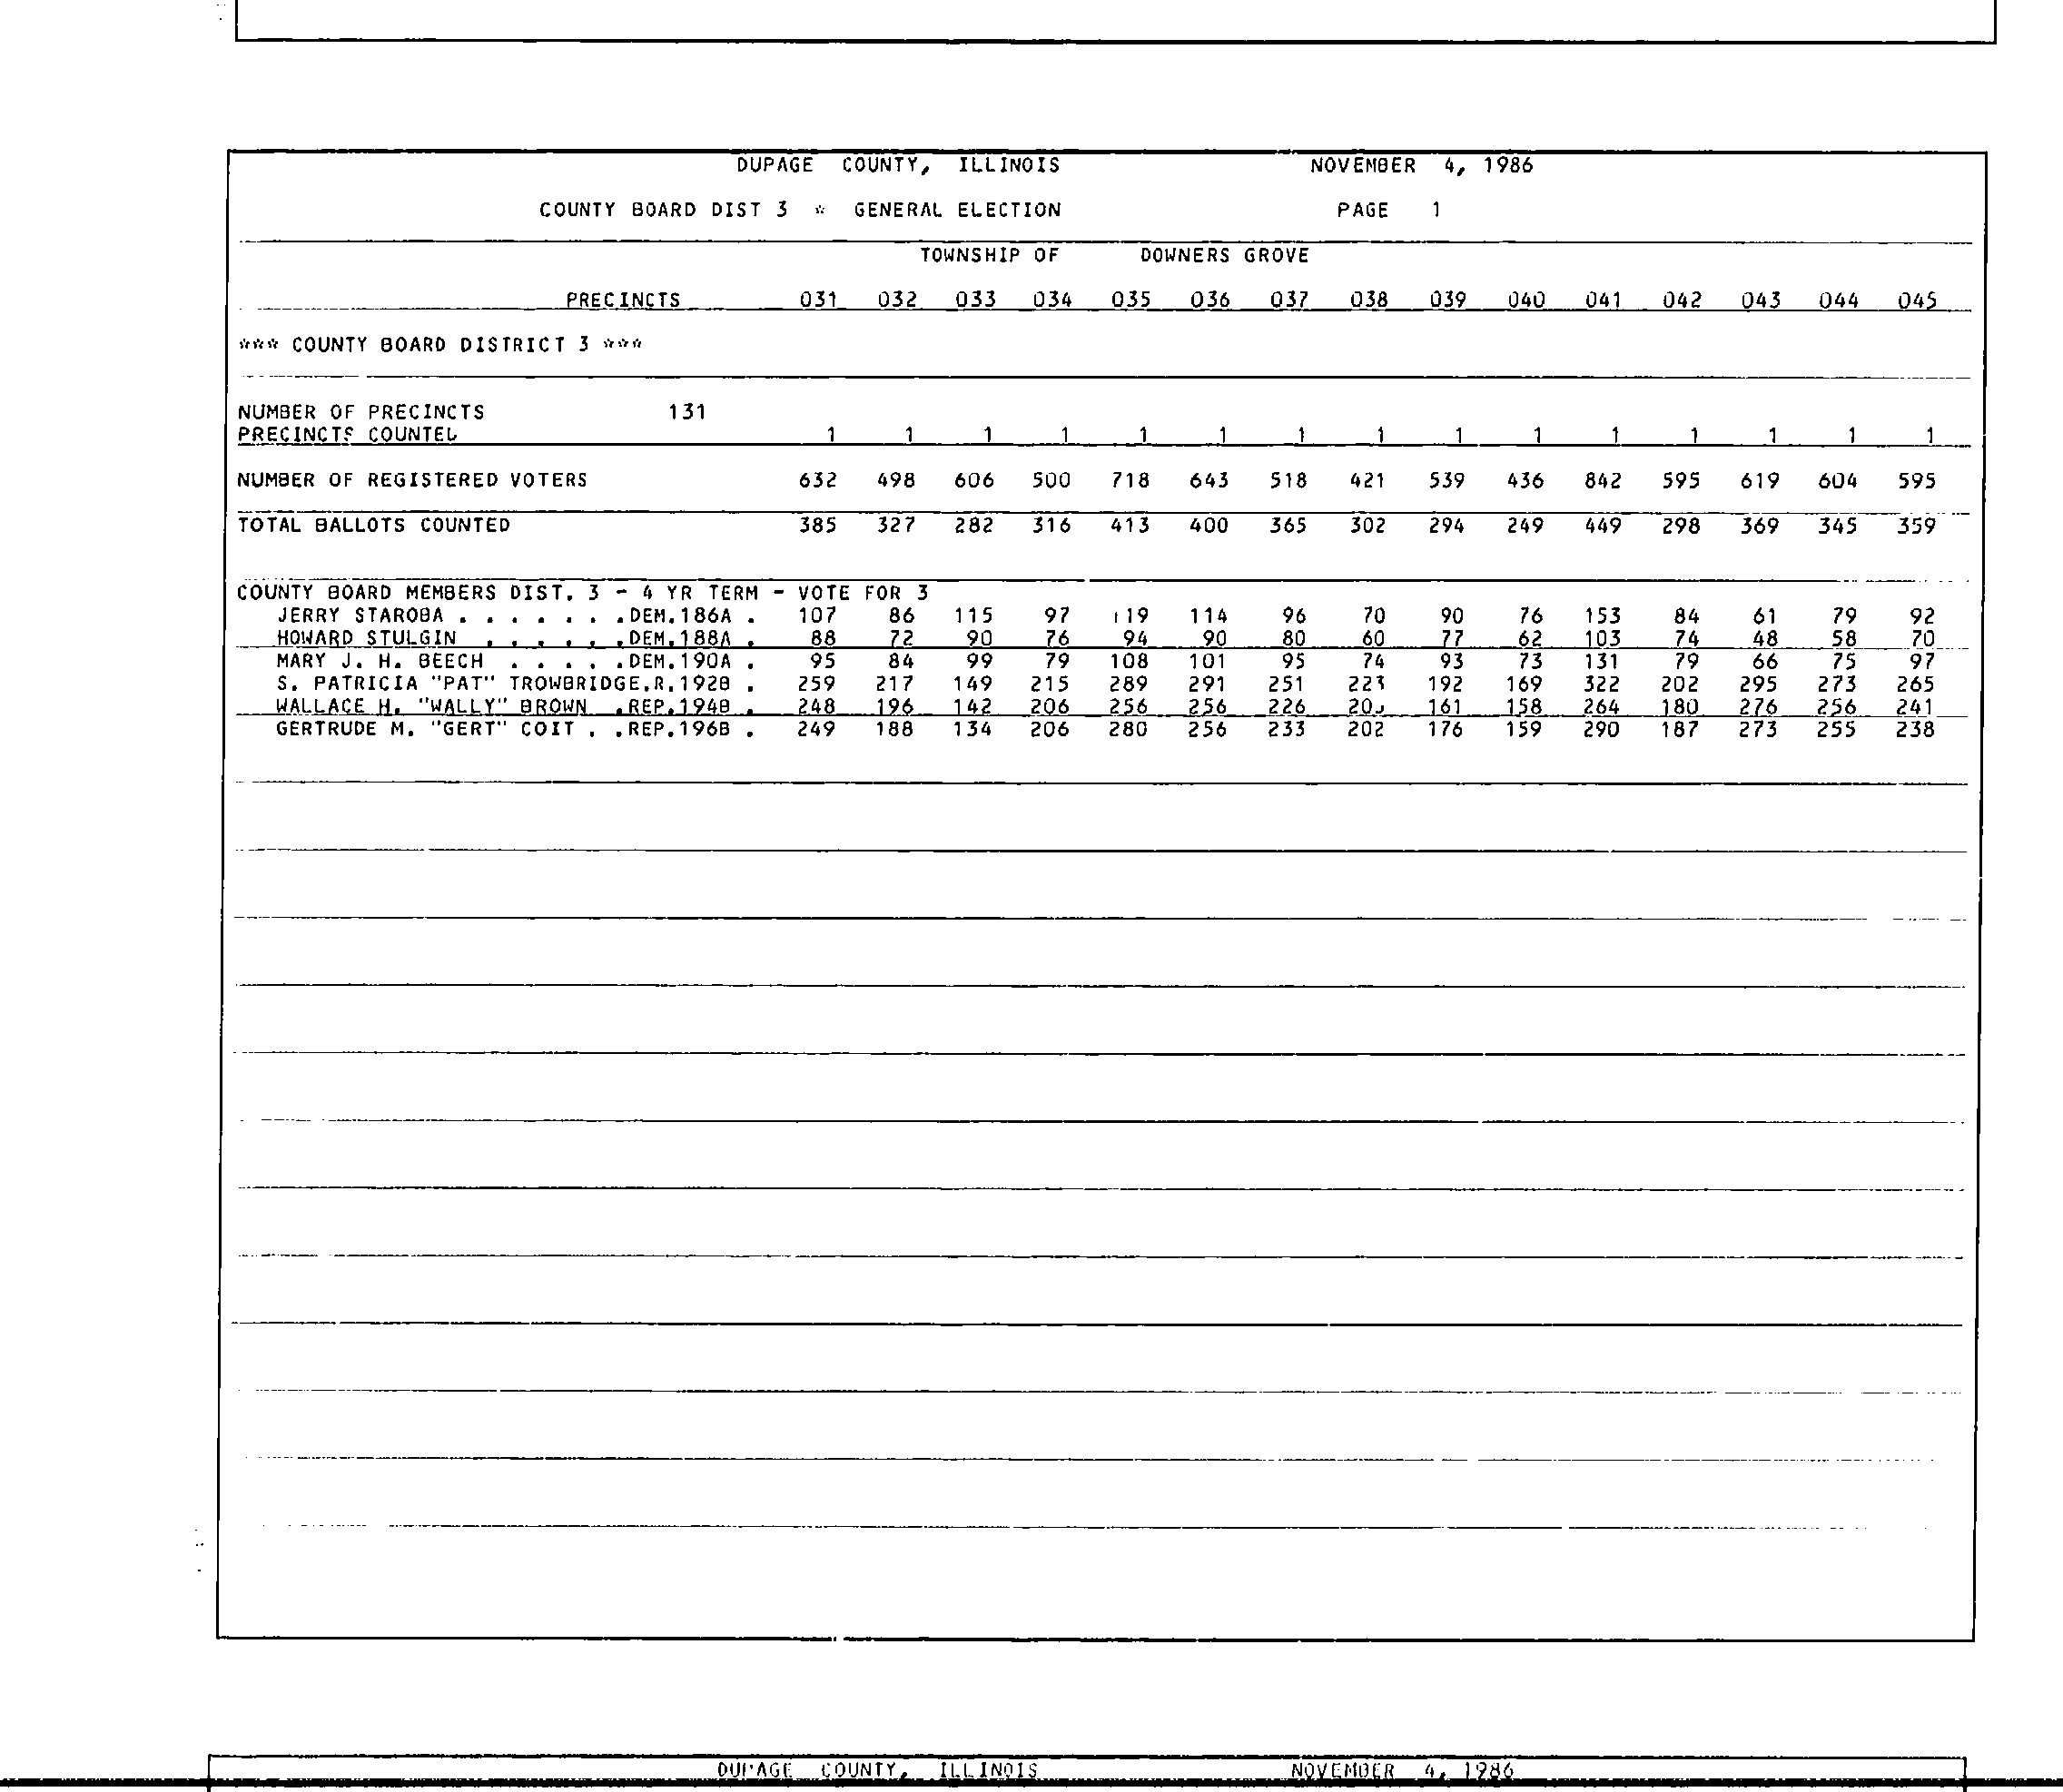 DUPAGE COUNTY, ILLINOIS NOVEMBER 4, 1986
COUNTY BOARD DIST 3 * GENERAL ELECTION PAGE 1
TOWNSHIP OF DOWNERS GROVE
PRECINCTS 031 032 033 034 035 036 037 038 039 040 041 042 043 044 045
*** COUNTY BOARD DISTRICT 3 ***
NUMBER OF PRECINCTS 131
PRECINCTS COUNTED 1 1 1 1 1 1 1 1 1 1 1 1 1 1 1
NUMBER OF REGISTERED VOTERS 632 498 606 500 718 643 518 421 539 436 842 595 619 604 595
TOTAL BALLOTS COUNTED 385 327 282 316 413 400 365 302 294 249 449 298 369 345 359
COUNTY BOARD MEMBERS DIST. 3 - 4 YR TERM - VOTE FOR 3
JERRY STAROBA . . . . . . .DEM.186A . 107 86 115 97 119 114 96 70 90 76 153 84 61 79 92
HOWARD STULGIN . . . . . .DEM.188A . 88 72 90 76 94 90 80 60 77 62 103 74 48 58 70
MARY J. H. BEECH . . . . .DEM.190A . 95 84 99 79 108 101 95 74 93 73 131 79 66 75 97
S. PATRICIA "PAT" TROWBRIDGE.R.192B . 259 217 149 215 289 291 251 223 192 169 322 202 295 273 265
WALLACE H. "WALLY" BROWN .REP.194B . 248 196 142 206 256 256 226 161 158 264 180 276 256 241
GERTRUDE M. "GERT" COIT . .REP.196B . 249 188 134 206 280 256 233 202 176 159 290 187 273 255 238
DUPAGE COUNTY, ILLINOIS NOVEMBER 4, 1986